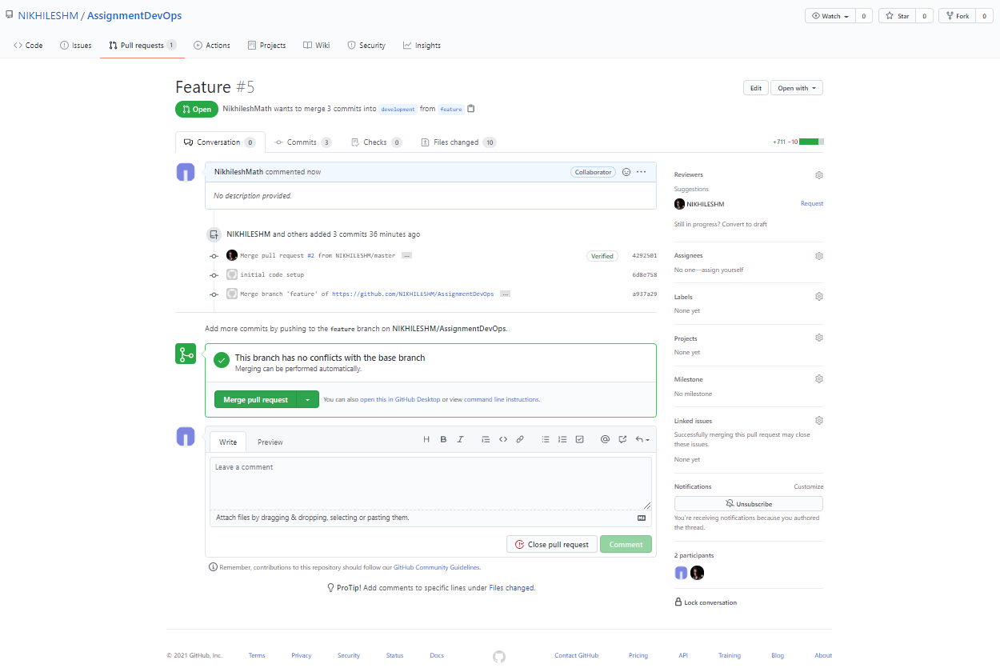 NIKHILESHM / AssignmentDevOps
Watch 0 Star 0 Fork 0
Code Issues Pull requests 1 Actions Projects Wiki Security Insights
Feature #5
Edit Open with
Open NikhileshMath wants to merge 3 commits into development from feature
Conversation 0 Commits 3 Checks 0 Files changed 10
+711 −10
NikhileshMath commented now
Collaborator
No description provided.
NIKHILESHM and others added 3 commits 36 minutes ago
Merge pull request #2 from NIKHILESHM/master …
Verified 4292501
initial code setup 6d8e758
Merge branch 'feature' of https://github.com/NIKHILESHM/AssignmentDevOps … a937a29
Add more commits by pushing to the feature branch on NIKHILESHM/AssignmentDevOps.
This branch has no conflicts with the base branch
Merging can be performed automatically.
Merge pull request You can also open this in GitHub Desktop or view command line instructions.
Write Preview
Leave a comment
Attach files by dragging & dropping, selecting or pasting them.
Close pull request Comment
Remember, contributions to this repository should follow our GitHub Community Guidelines.
ProTip! Add comments to specific lines under Files changed.
Reviewers
Suggestions
NIKHILESHM Request
Still in progress? Convert to draft
Assignees
No one—assign yourself
Labels
None yet
Projects
None yet
Milestone
No milestone
Linked issues
Successfully merging this pull request may close
these issues.
None yet
Notifications Customize
Unsubscribe
You're receiving notifications because you authored
the thread.
2 participants
Lock conversation
© 2021 GitHub, Inc. Terms Privacy Security Status Docs Contact GitHub Pricing API Training Blog About